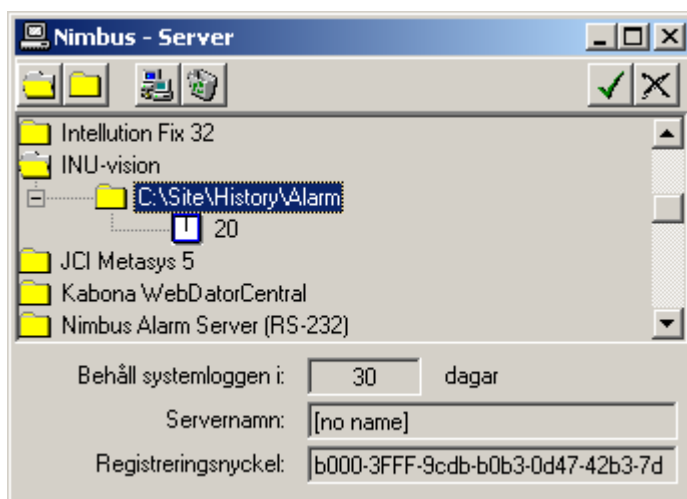 Nimbus - Server
Intellution Fix 32
INU-vision
C:\Site\History\Alarm
20
JCI Metasys 5
Kabona WebDatorCentral
Nimbus Alarm Server (RS-232)
Behåll systemloggen i: 30 dagar
Servernamn: [no name]
Registreringsnyckel: b000-3FFF-9cdb-b0b3-0d47-42b3-7d